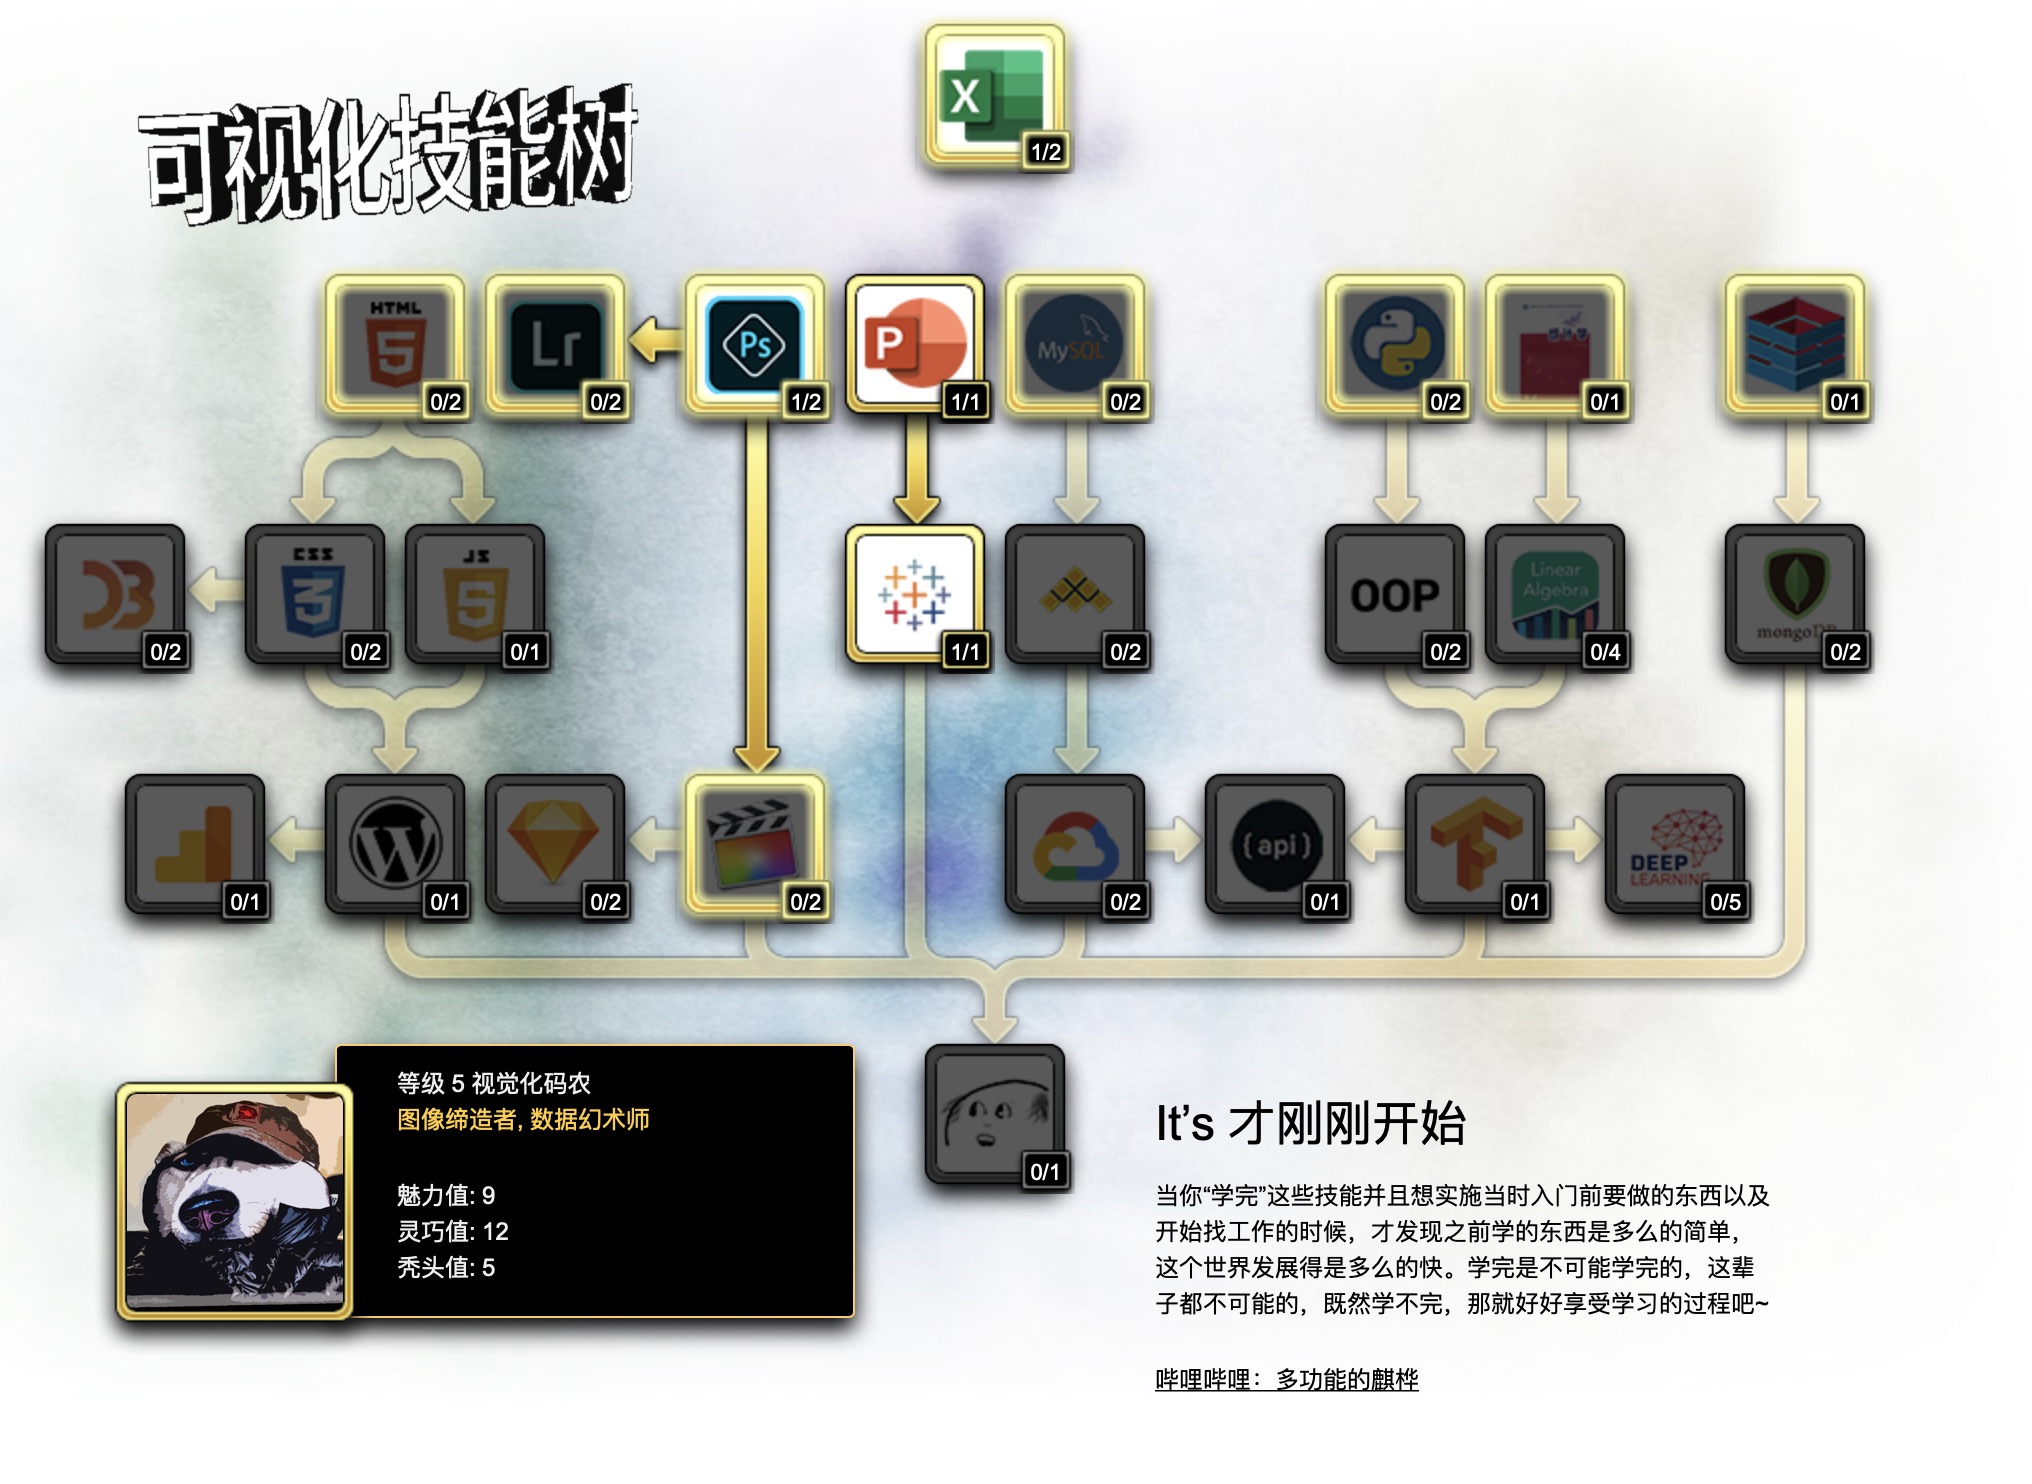 可视化技能树
X
1/2
HTML
5
0/2
Lr
0/2
Ps
1/2
P
1/1
MySQL
0/2
0/2
0/1
0/1
D3
0/2
CSS
3
0/2
JS
5
0/1
1/1
0/2
OOP
0/2
Linear
Algebra
0/4
mongoDB
0/2
0/1
W
0/1
0/2
0/2
0/2
{api}
0/1
0/1
DEEP
LEARNING
0/5
0/1
等级 5 视觉化码农
图像缔造者, 数据幻术师
魅力值: 9
灵巧值: 12
秃头值: 5
It’s 才刚刚开始
当你“学完”这些技能并且想实施当时入门前要做的东西以及
开始找工作的时候，才发现之前学的东西是多么的简单，
这个世界发展得是多么的快。学完是不可能学完的，这辈
子都不可能的，既然学不完，那就好好享受学习的过程吧~
哔哩哔哩：多功能的麒桦